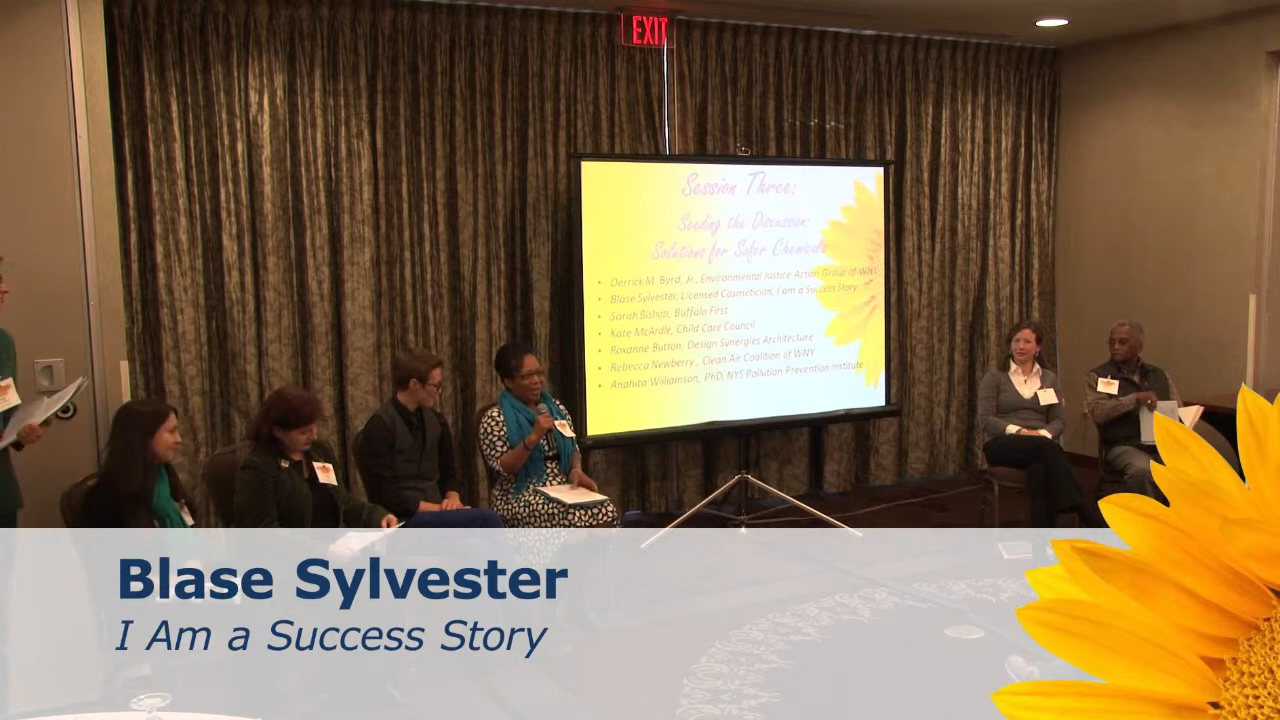 EXIT
Session Three:
Seeding the Discussion:
Solutions for Safer Chemicals
• Derrick M. Byrd, Jr., Environmental Justice Action Group of WNY
• Blase Sylvester, Licensed Cosmetician, I am a Success Story
• Sarah Bishop, Buffalo First
• Kate McArdle, Child Care Council
• Roxanne Button, Design Synergies Architecture
• Rebecca Newberry, Clean Air Coalition of WNY
• Anahita Williamson, PhD, NYS Pollution Prevention Institute
Blase Sylvester
I Am a Success Story